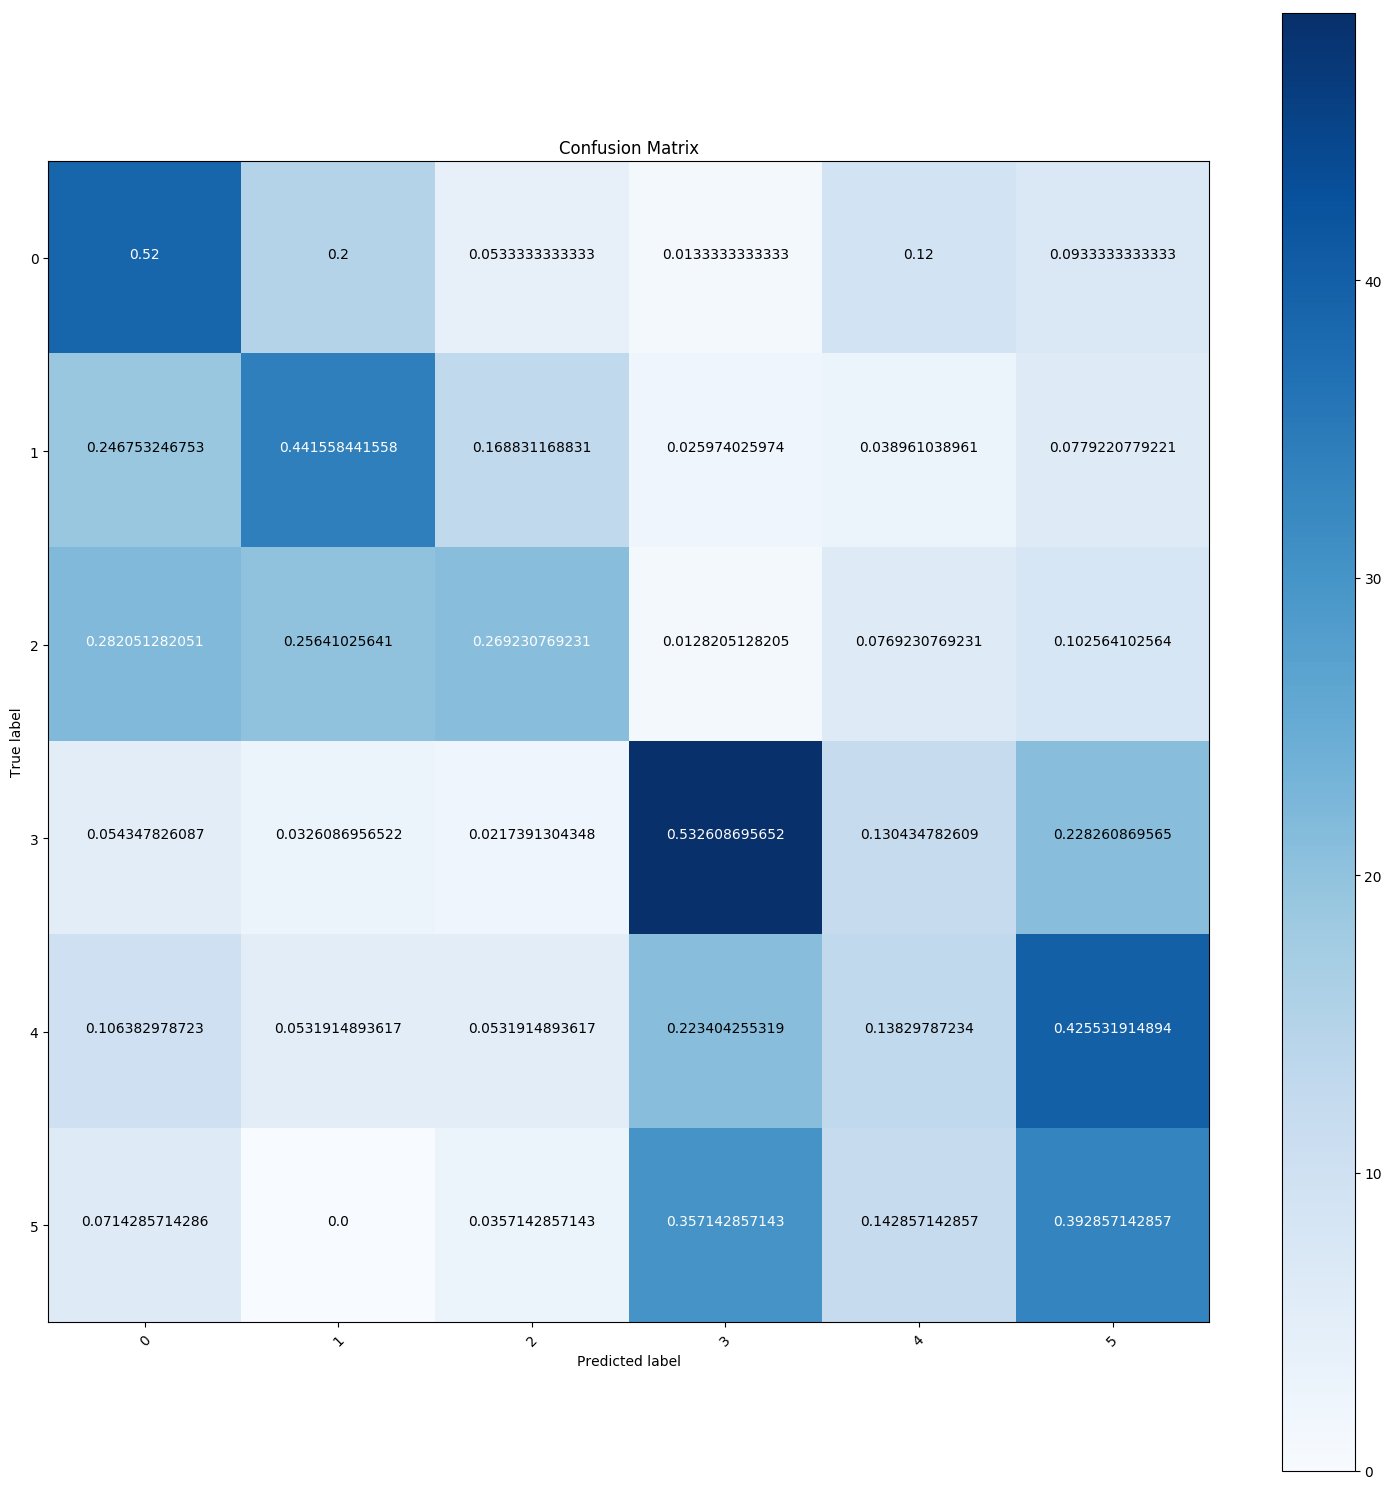 Confusion Matrix
0 0.52 0.2 0.0533333333333 0.0133333333333 0.12 0.0933333333333
1 0.246753246753 0.441558441558 0.168831168831 0.025974025974 0.038961038961 0.0779220779221
2 0.282051282051 0.25641025641 0.269230769231 0.0128205128205 0.0769230769231 0.102564102564
3 0.054347826087 0.0326086956522 0.0217391304348 0.532608695652 0.130434782609 0.228260869565
4 0.106382978723 0.0531914893617 0.0531914893617 0.223404255319 0.13829787234 0.425531914894
5 0.0714285714286 0.0 0.0357142857143 0.357142857143 0.142857142857 0.392857142857
0 1 2 3 4 5
Predicted label
True label
40
30
20
10
0